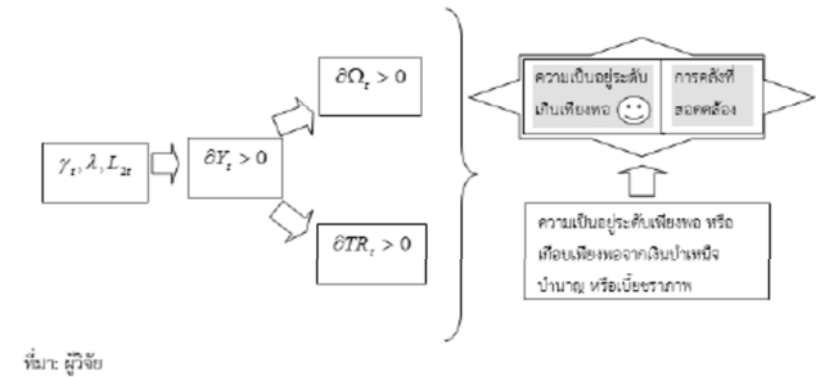 ∂Ωₜ > 0
γₜ, λ, L₂ₜ
∂Yₜ > 0
∂TRₜ > 0
ความเป็นอยู่ระดับ
เกินเพียงพอ
การคลังที่
สอดคล้อง
ความเป็นอยู่ระดับเพียงพอ หรือ
เกือบเพียงพอจากเงินบำเหน็จ
บำนาญ หรือเบี้ยชราภาพ
ที่มา: ผู้วิจัย